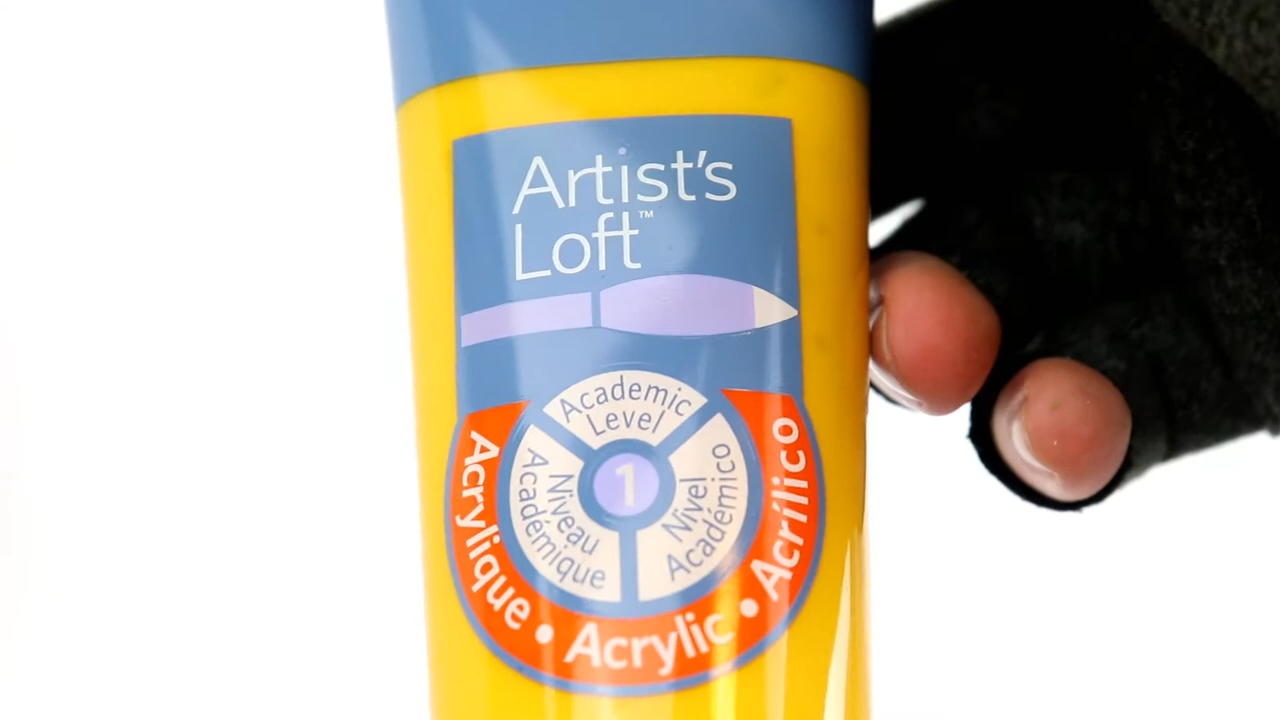 Artist's
Loft™
Academic
Level
1
Niveau
Académique
Nivel
Académico
Acrylique • Acrylic • Acrílico